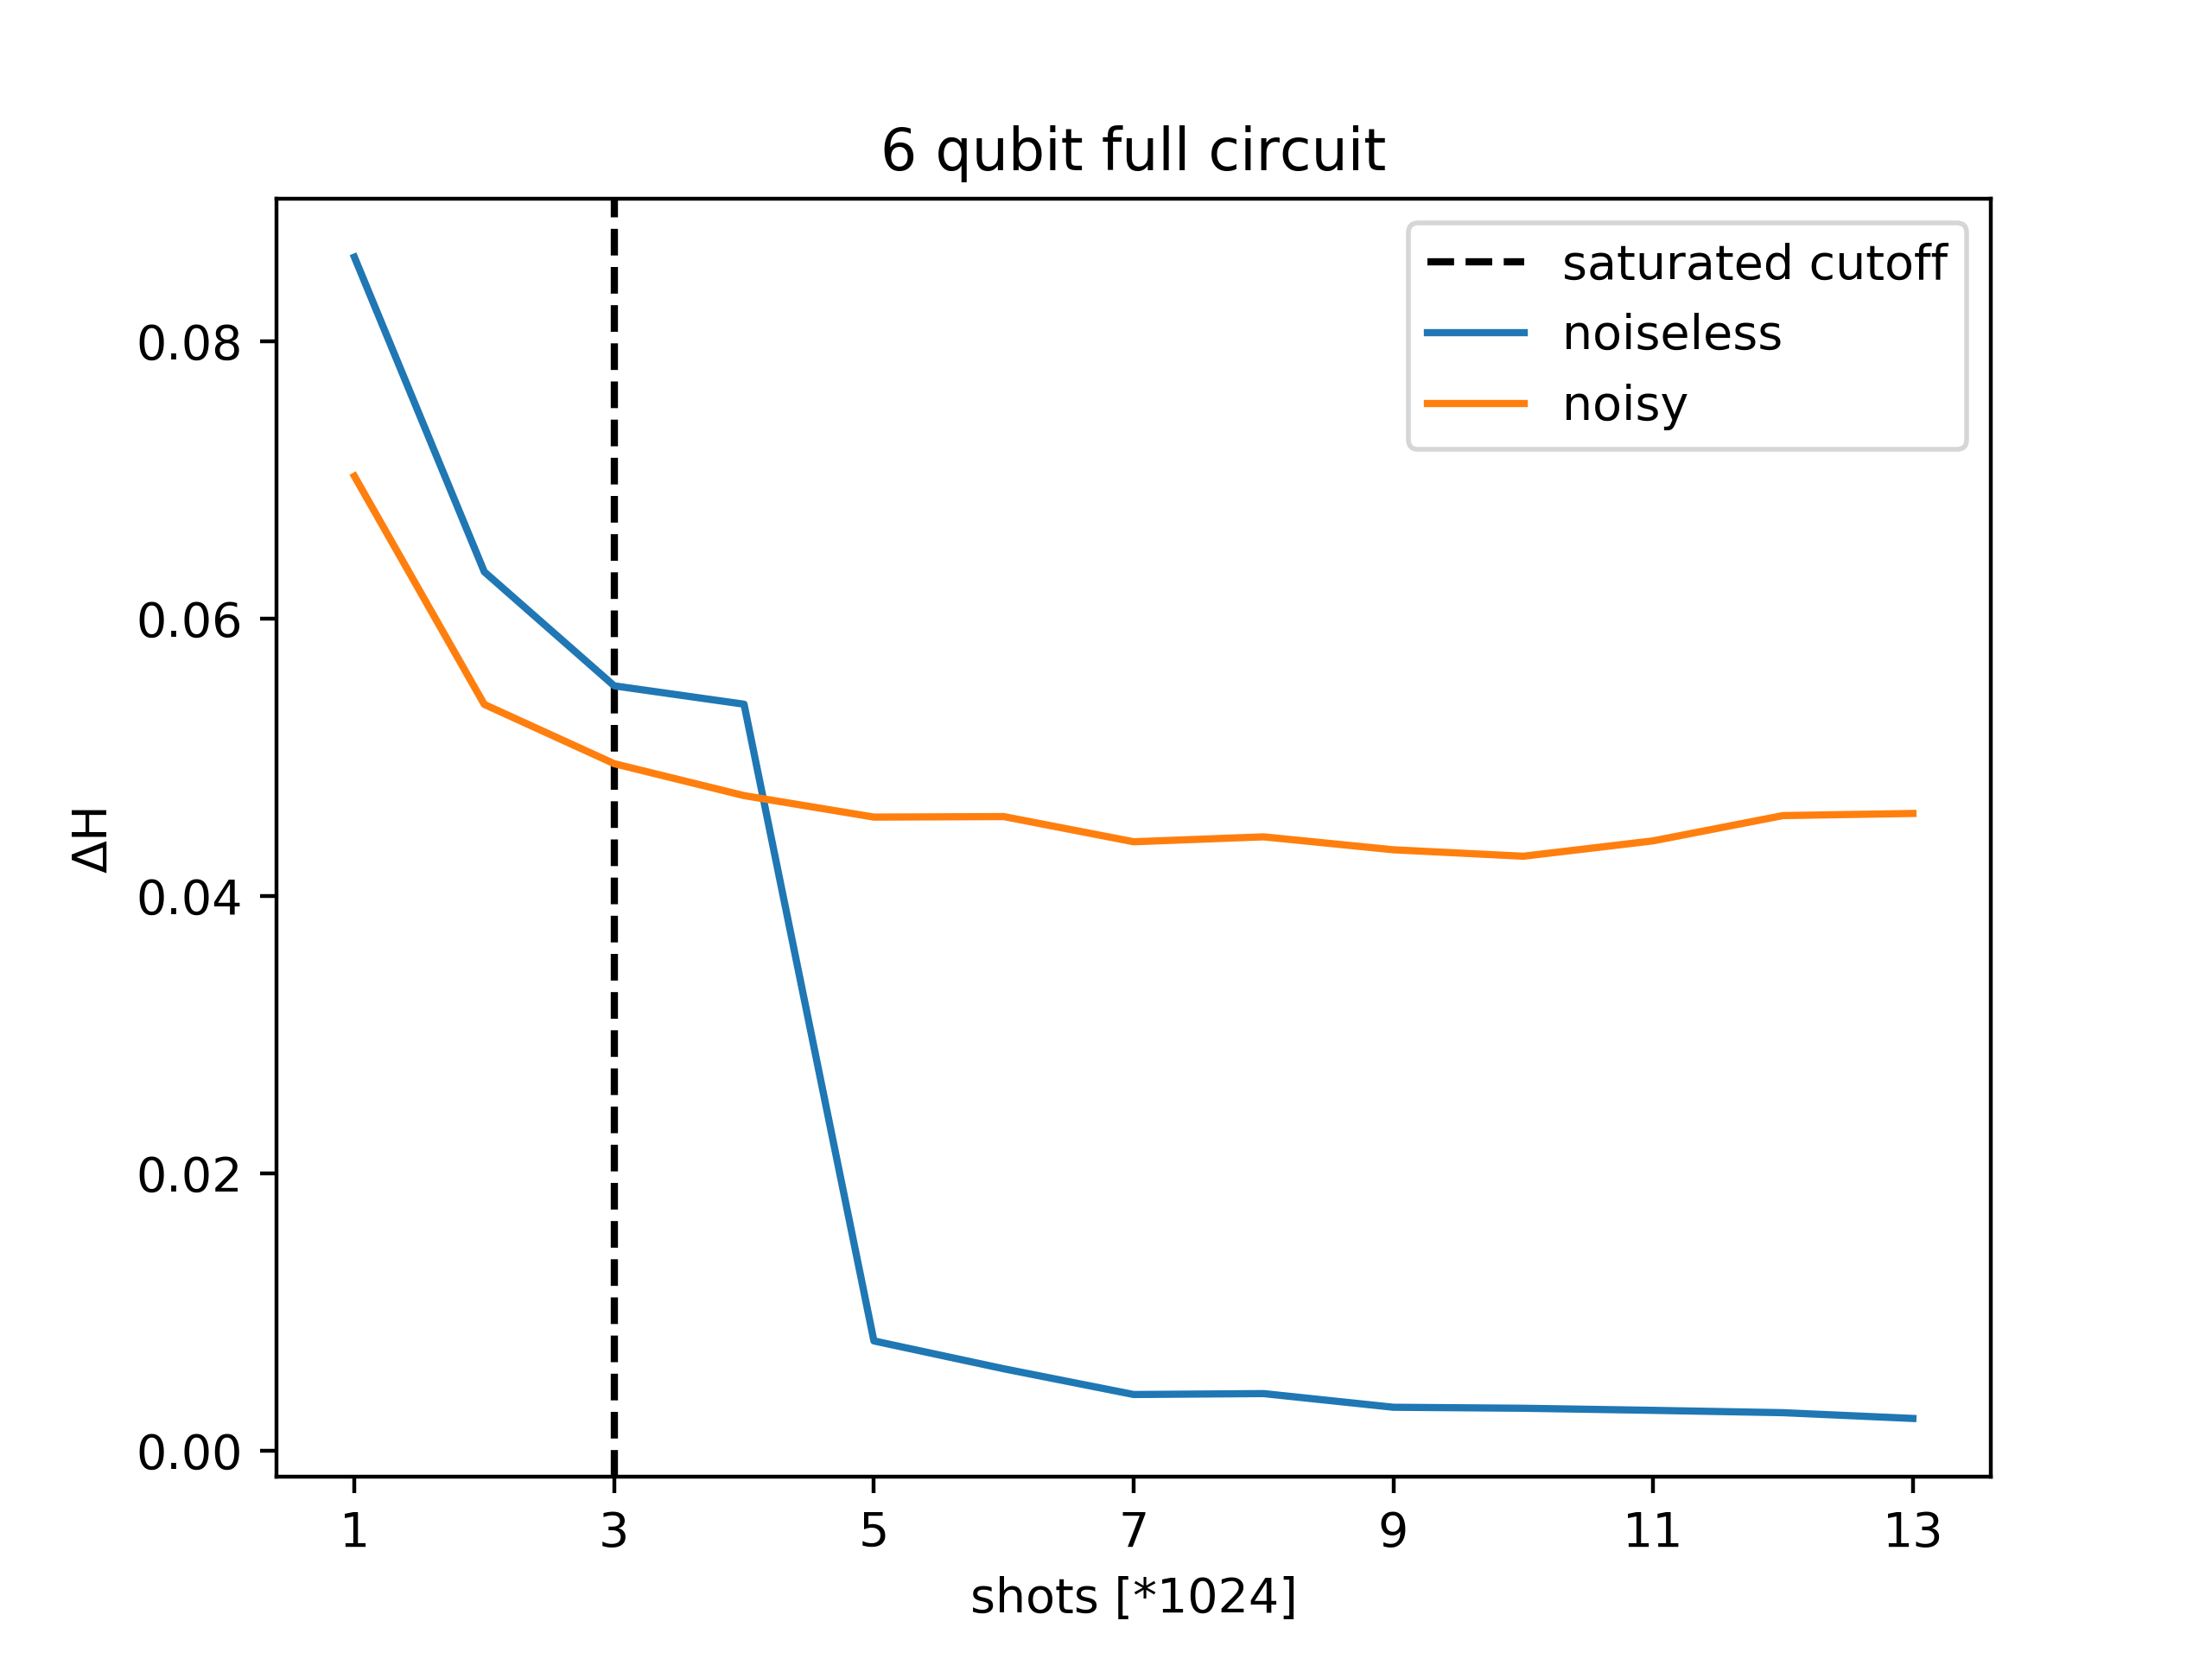 6 qubit full circuit
saturated cutoff
noiseless
noisy
0.08
0.06
0.04
0.02
0.00
ΔH
1 3 5 7 9 11 13
shots [*1024]